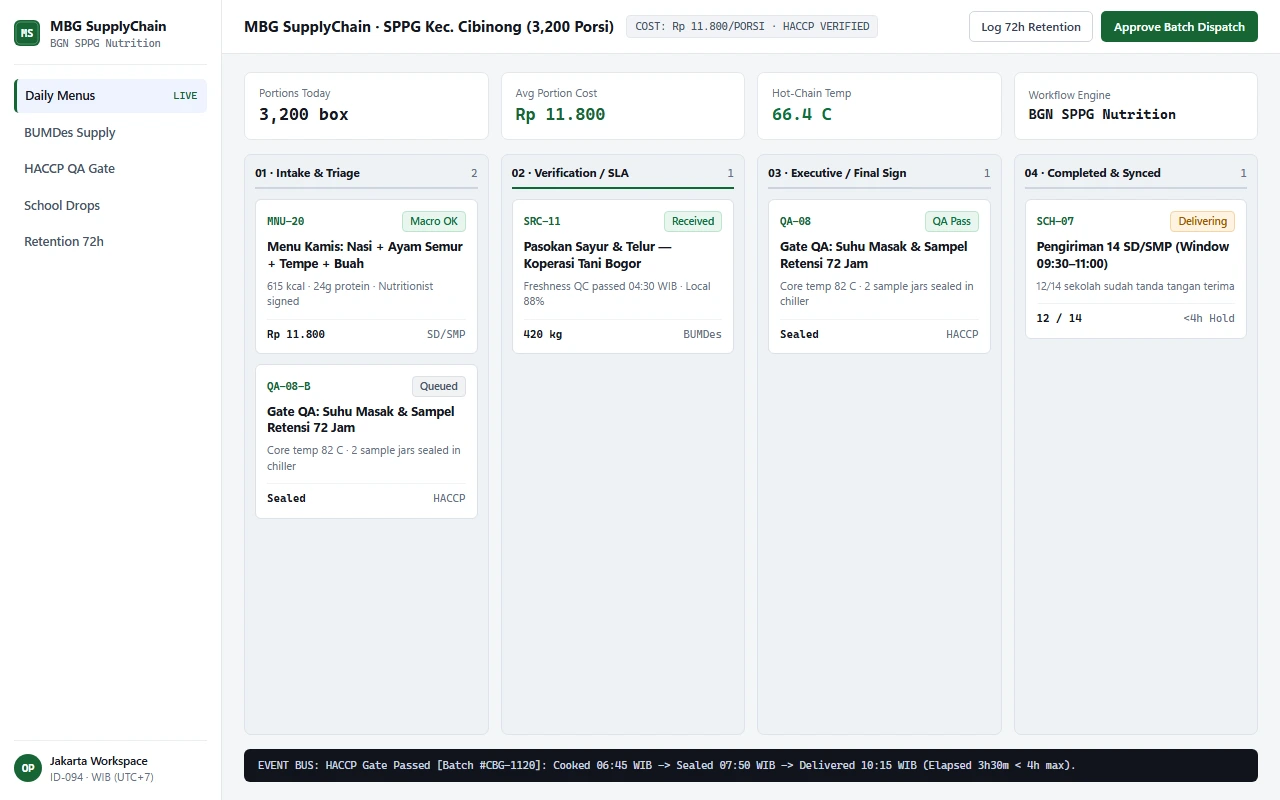 MS
MBG SupplyChain
BGN SPPG Nutrition
Daily Menus LIVE
BUMDes Supply
HACCP QA Gate
School Drops
Retention 72h
OP
Jakarta Workspace
ID-094 · WIB (UTC+7)
MBG SupplyChain · SPPG Kec. Cibinong (3,200 Porsi)
COST: Rp 11.800/PORSI · HACCP VERIFIED
Log 72h Retention
Approve Batch Dispatch
Portions Today
3,200 box
Avg Portion Cost
Rp 11.800
Hot-Chain Temp
66.4 C
Workflow Engine
BGN SPPG Nutrition
01 · Intake & Triage 2
MNU-20 Macro OK
Menu Kamis: Nasi + Ayam Semur
+ Tempe + Buah
615 kcal · 24g protein · Nutritionist
signed
Rp 11.800 SD/SMP
QA-08-B Queued
Gate QA: Suhu Masak & Sampel
Retensi 72 Jam
Core temp 82 C · 2 sample jars sealed in
chiller
Sealed HACCP
02 · Verification / SLA 1
SRC-11 Received
Pasokan Sayur & Telur —
Koperasi Tani Bogor
Freshness QC passed 04:30 WIB · Local
88%
420 kg BUMDes
03 · Executive / Final Sign 1
QA-08 QA Pass
Gate QA: Suhu Masak & Sampel
Retensi 72 Jam
Core temp 82 C · 2 sample jars sealed in
chiller
Sealed HACCP
04 · Completed & Synced 1
SCH-07 Delivering
Pengiriman 14 SD/SMP (Window
09:30–11:00)
12/14 sekolah sudah tanda tangan terima
12 / 14 <4h Hold
EVENT BUS: HACCP Gate Passed [Batch #CBG-1120]: Cooked 06:45 WIB -> Sealed 07:50 WIB -> Delivered 10:15 WIB (Elapsed 3h30m < 4h max).